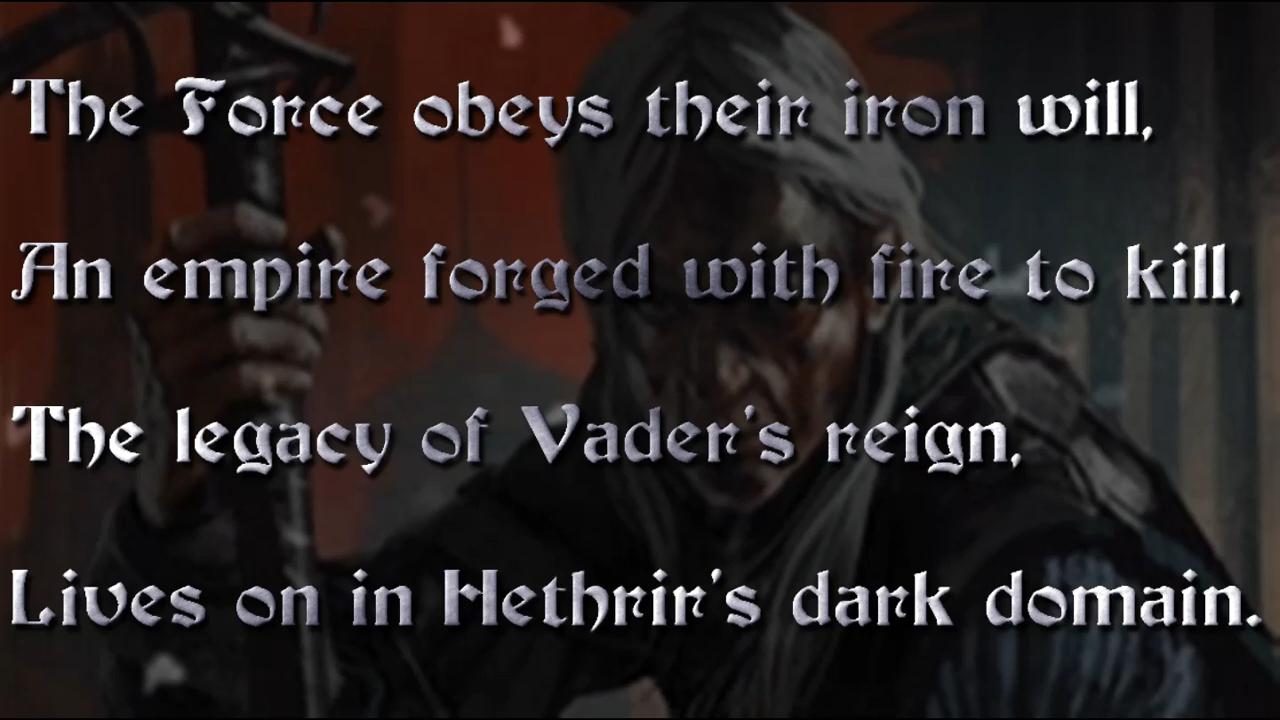 The Force obeys their iron will,
An empire forged with fire to kill,
The legacy of Vader's reign,
Lives on in Hethrir's dark domain.